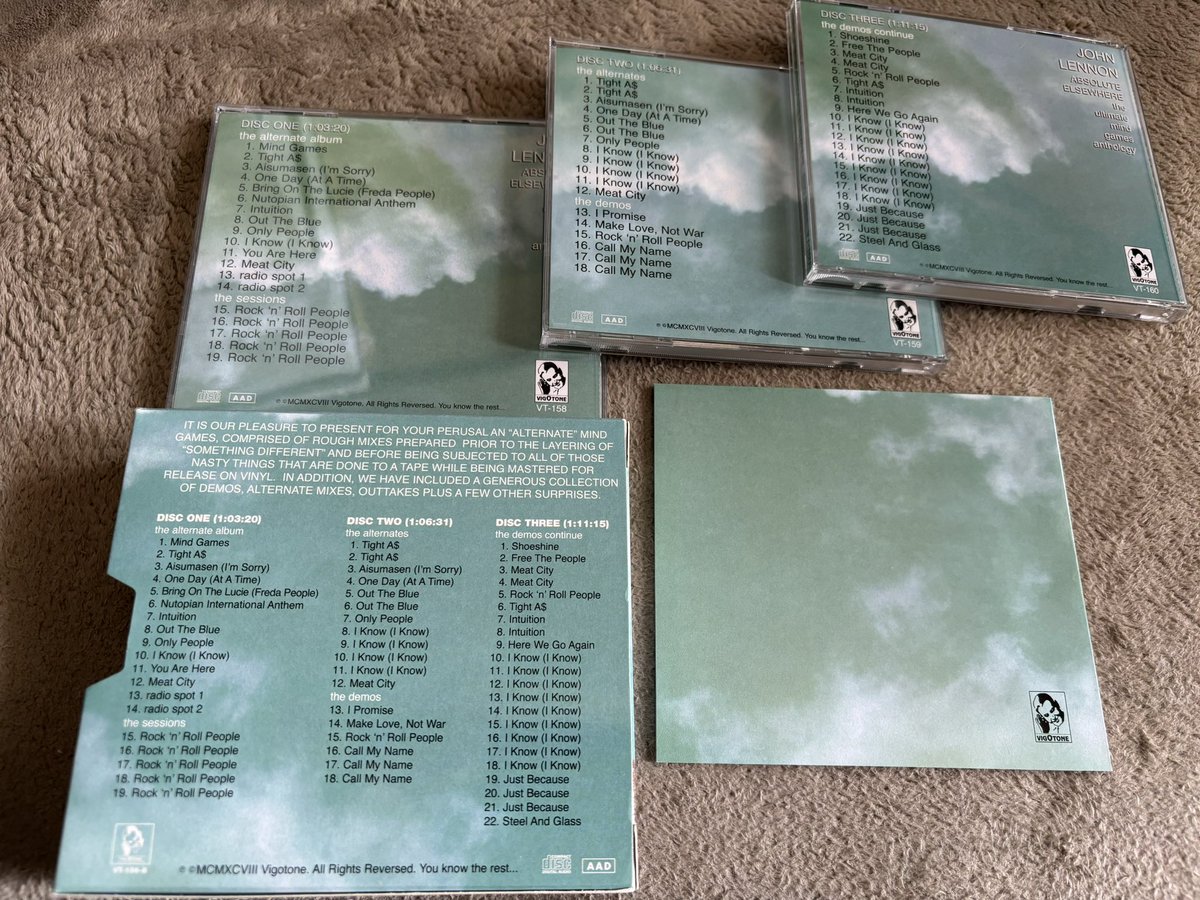 DISC ONE (1:03:20)
the alternate album
1. Mind Games
2. Tight A$
3. Aisumasen (I'm Sorry)
4. One Day (At A Time)
5. Bring On The Lucie (Freda People)
6. Nutopian International Anthem
7. Intuition
8. Out The Blue
9. Only People
10. I Know (I Know)
11. You Are Here
12. Meat City
13. radio spot 1
14. radio spot 2
the sessions
15. Rock 'n' Roll People
16. Rock 'n' Roll People
17. Rock 'n' Roll People
18. Rock 'n' Roll People
19. Rock 'n' Roll People
AAD
℗ ©MCMXCVIII Vigotone. All Rights Reversed. You know the rest...
VIGOTONE
VT-158
DISC TWO (1:06:31)
the alternates
1. Tight A$
2. Tight A$
3. Aisumasen (I'm Sorry)
4. One Day (At A Time)
5. Out The Blue
6. Out The Blue
7. Only People
8. I Know (I Know)
9. I Know (I Know)
10. I Know (I Know)
11. I Know (I Know)
12. Meat City
the demos
13. I Promise
14. Make Love, Not War
15. Rock 'n' Roll People
16. Call My Name
17. Call My Name
18. Call My Name
AAD
℗ ©MCMXCVIII Vigotone. All Rights Reversed. You know the rest...
VIGOTONE
VT-159
DISC THREE (1:11:15)
the demos continue
1. Shoeshine
2. Free The People
3. Meat City
4. Meat City
5. Rock 'n' Roll People
6. Tight A$
7. Intuition
8. Intuition
9. Here We Go Again
10. I Know (I Know)
11. I Know (I Know)
12. I Know (I Know)
13. I Know (I Know)
14. I Know (I Know)
15. I Know (I Know)
16. I Know (I Know)
17. I Know (I Know)
18. I Know (I Know)
19. Just Because
20. Just Because
21. Just Because
22. Steel And Glass
JOHN
LENNON
ABSOLUTE
ELSEWHERE
the
ultimate
mind
games
anthology
AAD
℗ ©MCMXCVIII Vigotone. All Rights Reversed. You know the rest...
VIGOTONE
VT-160
IT IS OUR PLEASURE TO PRESENT FOR YOUR PERUSAL AN "ALTERNATE" MIND
GAMES, COMPRISED OF ROUGH MIXES PREPARED PRIOR TO THE LAYERING OF
"SOMETHING DIFFERENT" AND BEFORE BEING SUBJECTED TO ALL OF THOSE
NASTY THINGS THAT ARE DONE TO A TAPE WHILE BEING MASTERED FOR
RELEASE ON VINYL. IN ADDITION, WE HAVE INCLUDED A GENEROUS COLLECTION
OF DEMOS, ALTERNATE MIXES, OUTTAKES PLUS A FEW OTHER SURPRISES.
DISC ONE (1:03:20)
the alternate album
1. Mind Games
2. Tight A$
3. Aisumasen (I'm Sorry)
4. One Day (At A Time)
5. Bring On The Lucie (Freda People)
6. Nutopian International Anthem
7. Intuition
8. Out The Blue
9. Only People
10. I Know (I Know)
11. You Are Here
12. Meat City
13. radio spot 1
14. radio spot 2
the sessions
15. Rock 'n' Roll People
16. Rock 'n' Roll People
17. Rock 'n' Roll People
18. Rock 'n' Roll People
19. Rock 'n' Roll People
DISC TWO (1:06:31)
the alternates
1. Tight A$
2. Tight A$
3. Aisumasen (I'm Sorry)
4. One Day (At A Time)
5. Out The Blue
6. Out The Blue
7. Only People
8. I Know (I Know)
9. I Know (I Know)
10. I Know (I Know)
11. I Know (I Know)
12. Meat City
the demos
13. I Promise
14. Make Love, Not War
15. Rock 'n' Roll People
16. Call My Name
17. Call My Name
18. Call My Name
DISC THREE (1:11:15)
the demos continue
1. Shoeshine
2. Free The People
3. Meat City
4. Meat City
5. Rock 'n' Roll People
6. Tight A$
7. Intuition
8. Intuition
9. Here We Go Again
10. I Know (I Know)
11. I Know (I Know)
12. I Know (I Know)
13. I Know (I Know)
14. I Know (I Know)
15. I Know (I Know)
16. I Know (I Know)
17. I Know (I Know)
18. I Know (I Know)
19. Just Because
20. Just Because
21. Just Because
22. Steel And Glass
℗ ©MCMXCVIII Vigotone. All Rights Reversed. You know the rest...
COMPACT
disc
DIGITAL AUDIO
AAD
VIGOTONE